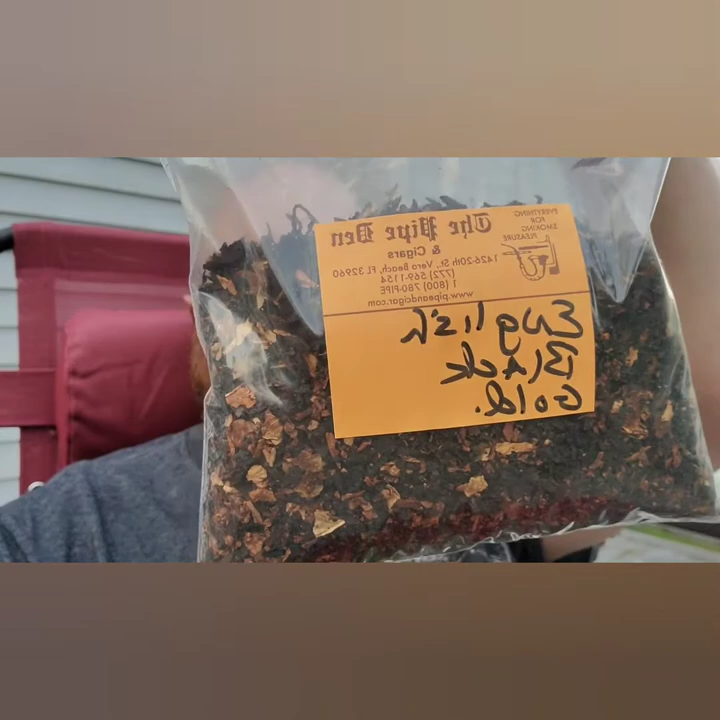 EVERYTHING
FOR
SMOKING
PLEASURE
The Pipe Den
& Cigars
1426-20th St., Vero Beach, FL 32960
(772) 569-1154
1 (800) 780-PIPE
www.pipeandcigar.com
English
Black
Gold.